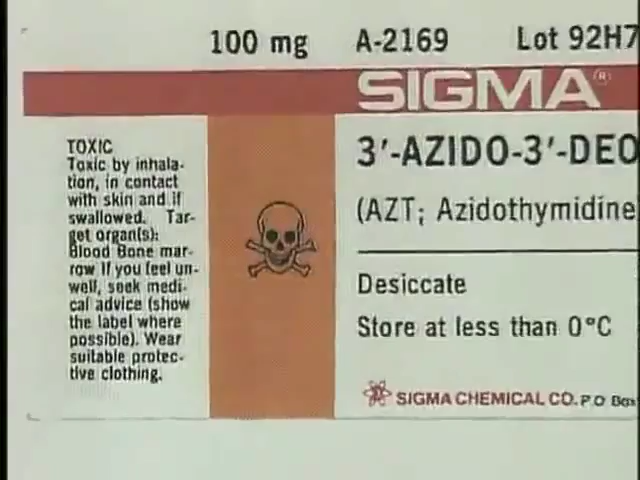 100 mg A-2169 Lot 92H7
SIGMA®
TOXIC
Toxic by inhala-
tion, in contact
with skin and if
swallowed. Tar-
get organ(s):
Blood Bone mar-
row If you feel un-
well, seek medi-
cal advice (show
the label where
possible). Wear
suitable protec-
tive clothing.
3'-AZIDO-3'-DEO
(AZT; Azidothymidine
Desiccate
Store at less than 0°C
SIGMA CHEMICAL CO. P O Box